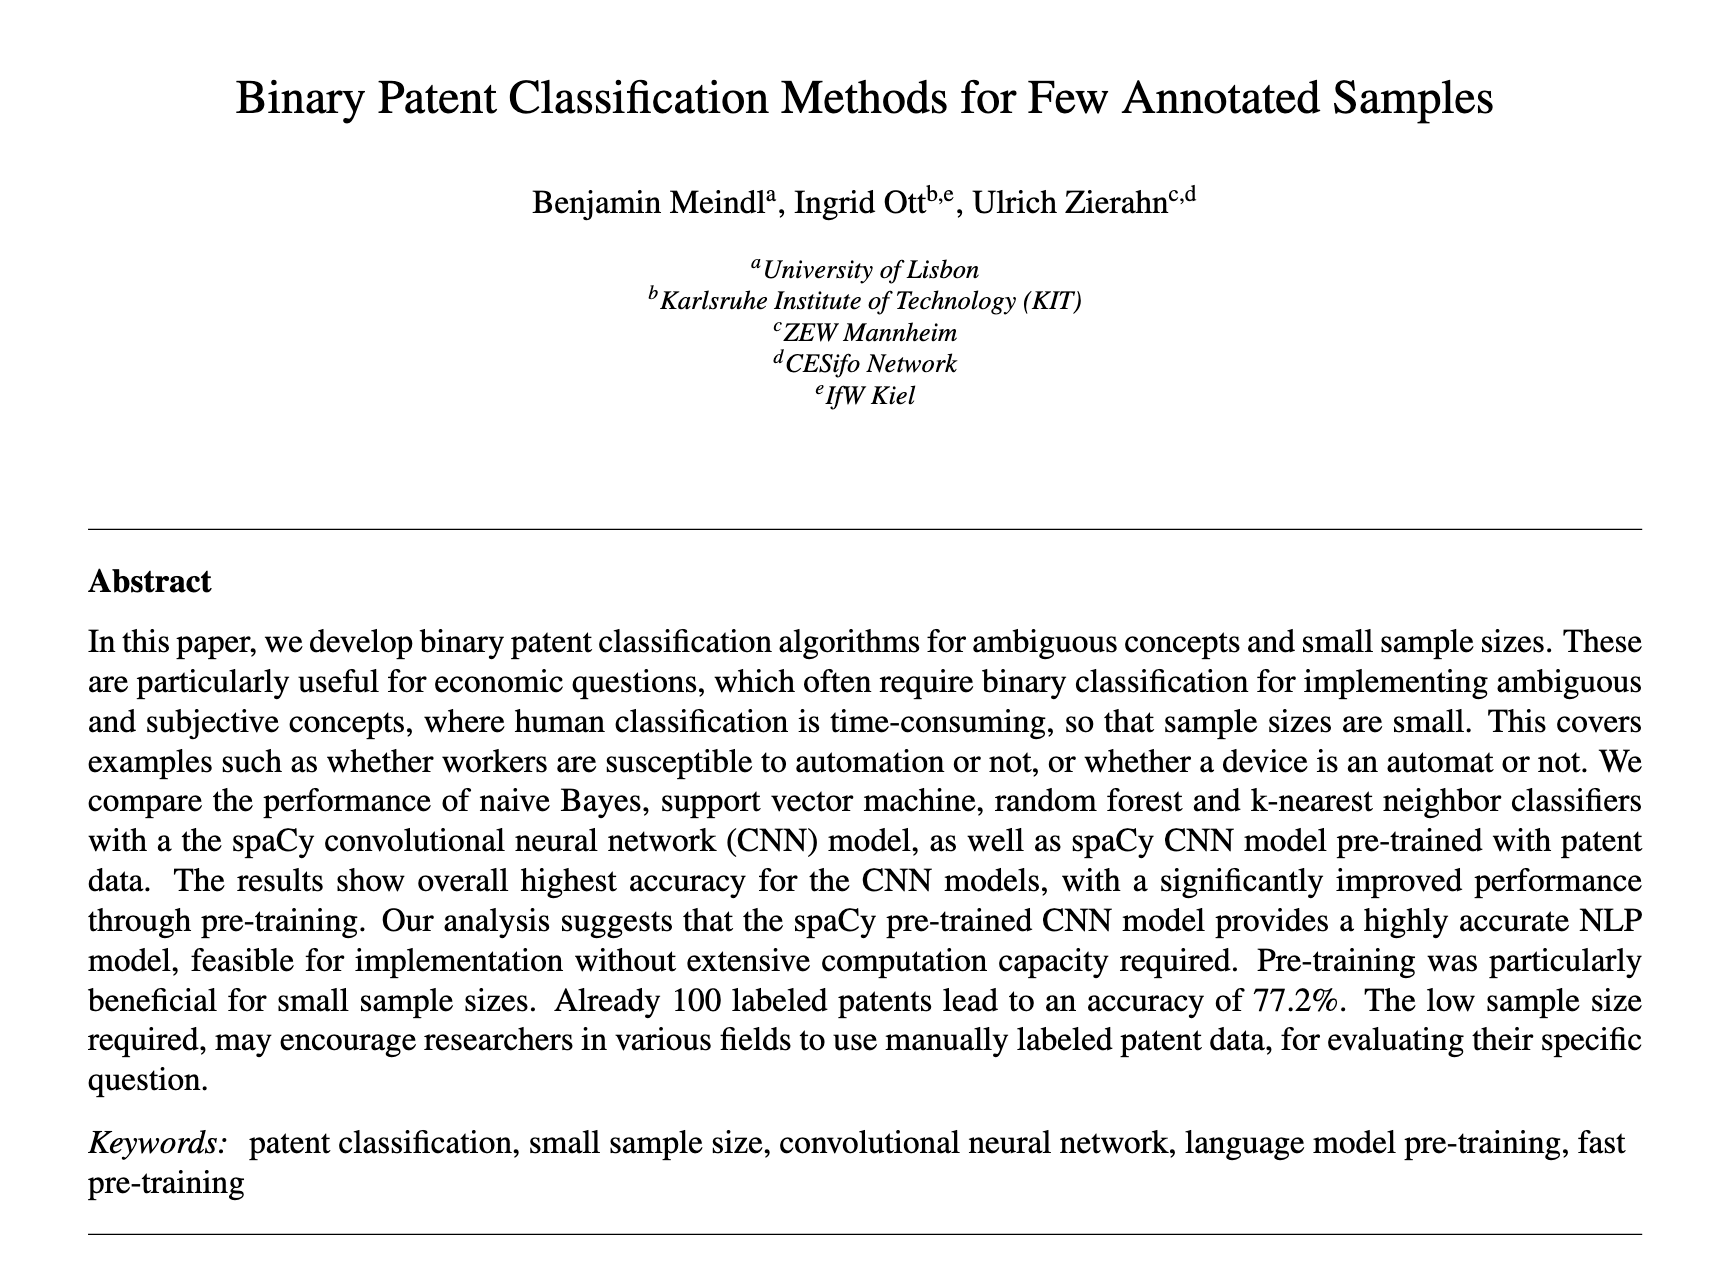 Binary Patent Classification Methods for Few Annotated Samples
Benjamin Meindlᵃ, Ingrid Ottᵇ,ᵉ, Ulrich Zierahnᶜ,ᵈ
ᵃUniversity of Lisbon
ᵇKarlsruhe Institute of Technology (KIT)
ᶜZEW Mannheim
ᵈCESifo Network
ᵉIfW Kiel
Abstract
In this paper, we develop binary patent classification algorithms for ambiguous concepts and small sample sizes. These
are particularly useful for economic questions, which often require binary classification for implementing ambiguous
and subjective concepts, where human classification is time-consuming, so that sample sizes are small. This covers
examples such as whether workers are susceptible to automation or not, or whether a device is an automat or not. We
compare the performance of naive Bayes, support vector machine, random forest and k-nearest neighbor classifiers
with a the spaCy convolutional neural network (CNN) model, as well as spaCy CNN model pre-trained with patent
data. The results show overall highest accuracy for the CNN models, with a significantly improved performance
through pre-training. Our analysis suggests that the spaCy pre-trained CNN model provides a highly accurate NLP
model, feasible for implementation without extensive computation capacity required. Pre-training was particularly
beneficial for small sample sizes. Already 100 labeled patents lead to an accuracy of 77.2%. The low sample size
required, may encourage researchers in various fields to use manually labeled patent data, for evaluating their specific
question.
Keywords: patent classification, small sample size, convolutional neural network, language model pre-training, fast
pre-training